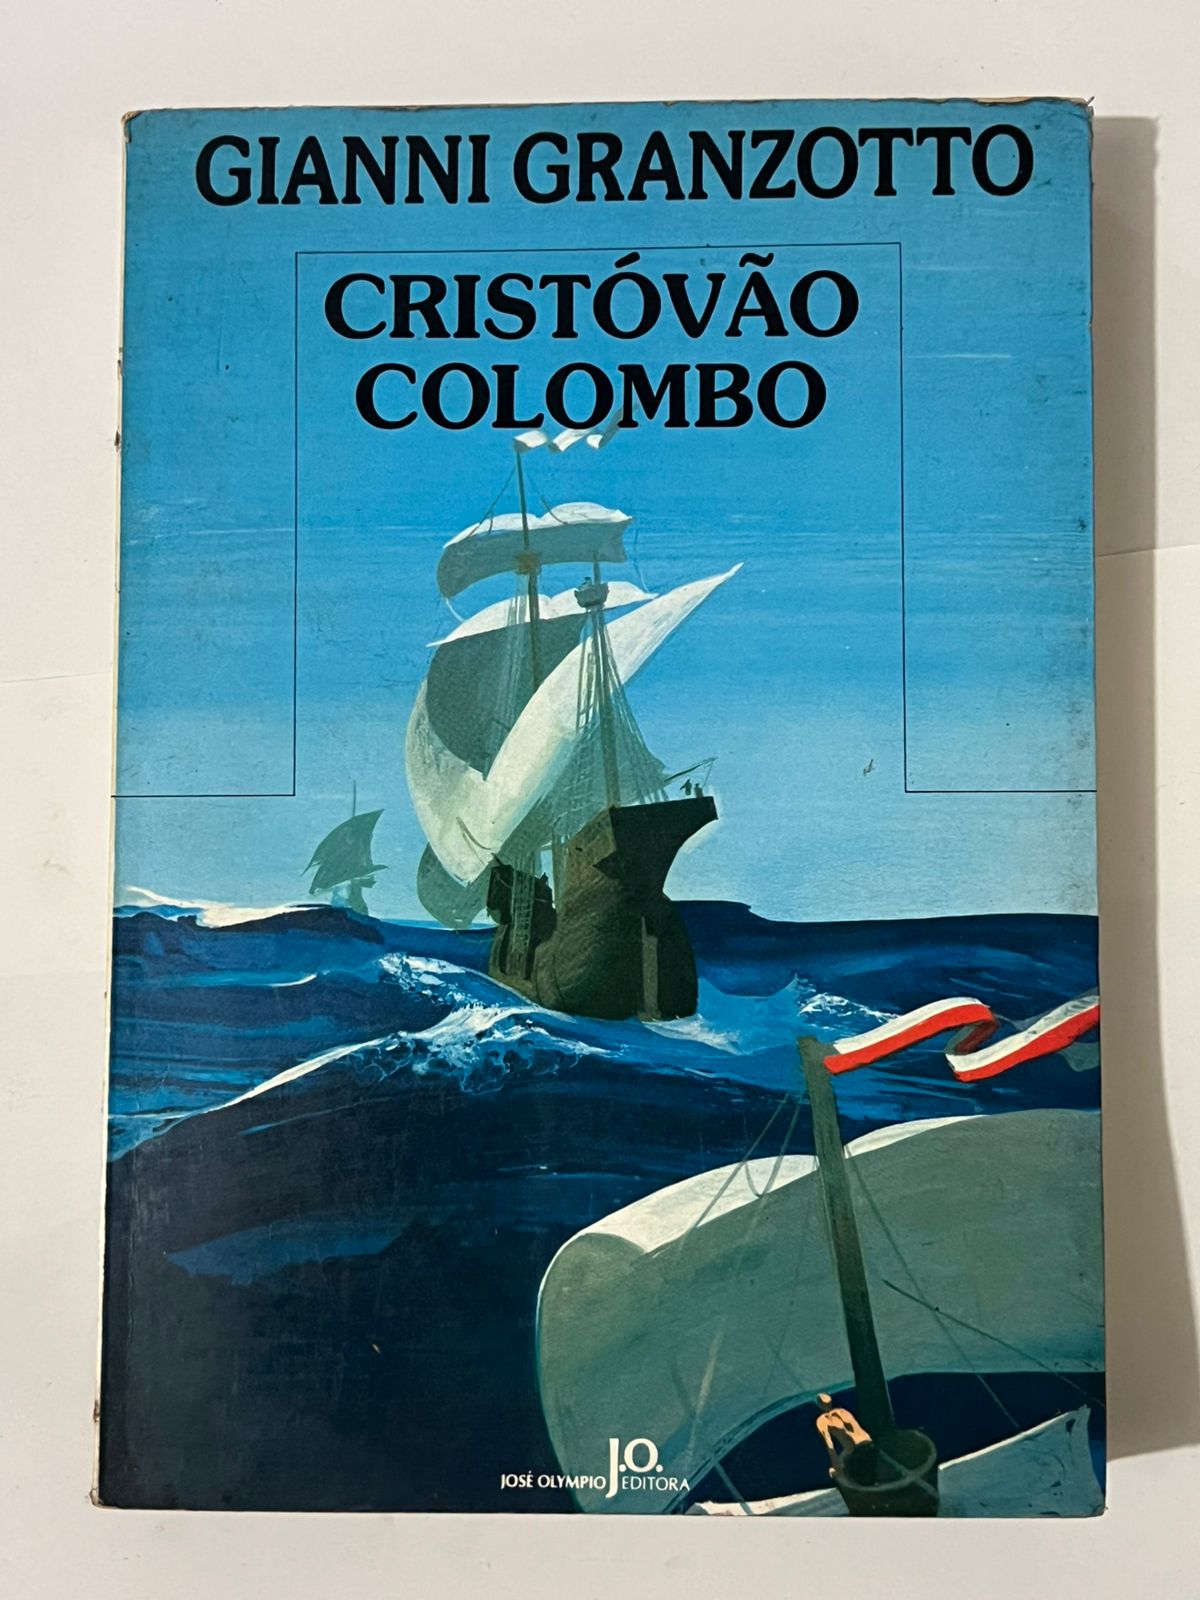 GIANNI GRANZOTTO
CRISTÓVÃO
COLOMBO
J.O.
JOSÉ OLYMPIO EDITORA